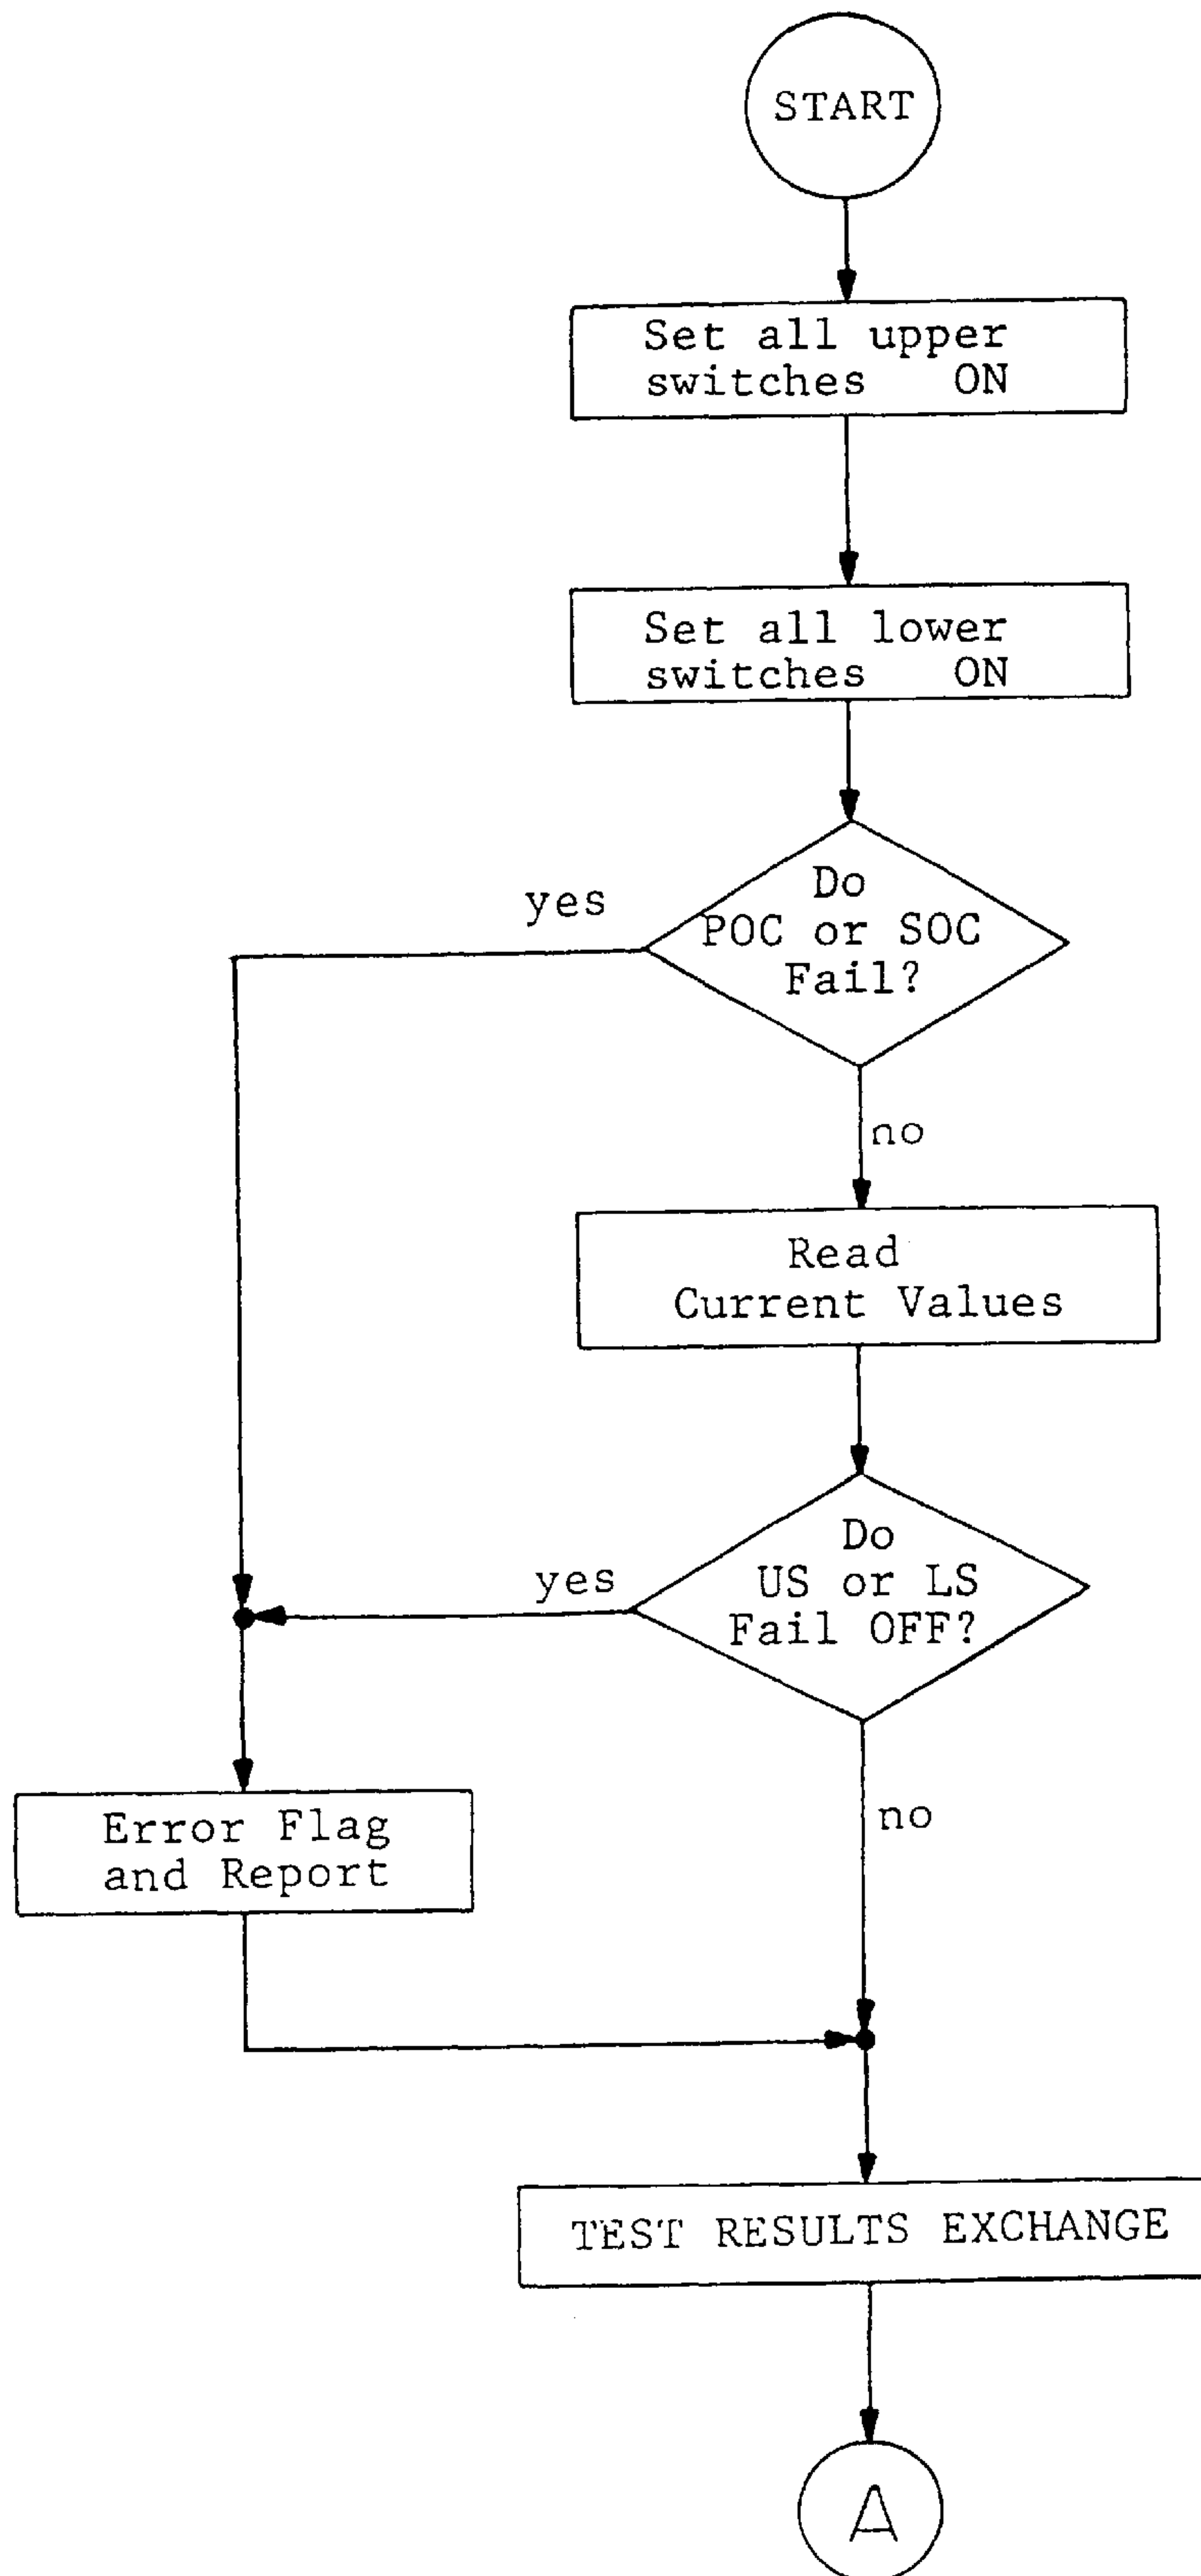 START
Set all upper
switches ON
Set all lower
switches ON
Do
POC or SOC
Fail?
yes
no
Read
Current Values
Do
US or LS
Fail OFF?
yes
no
Error Flag
and Report
TEST RESULTS EXCHANGE
A